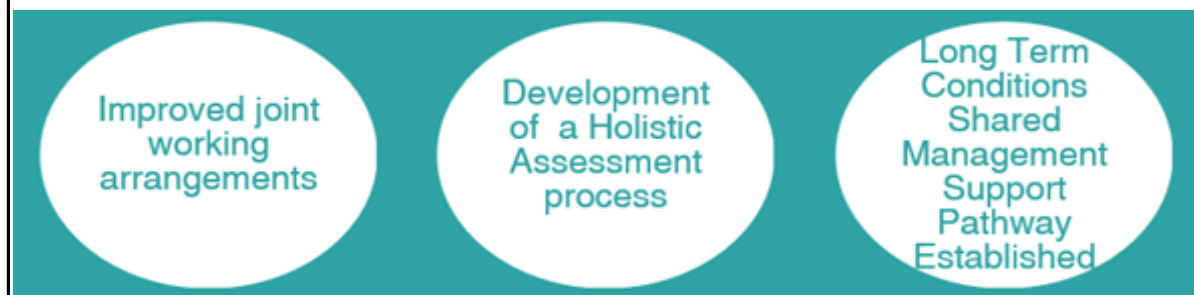 Improved joint
working
arrangements
Development
of a Holistic
Assessment
process
Long Term
Conditions
Shared
Management
Support
Pathway
Established